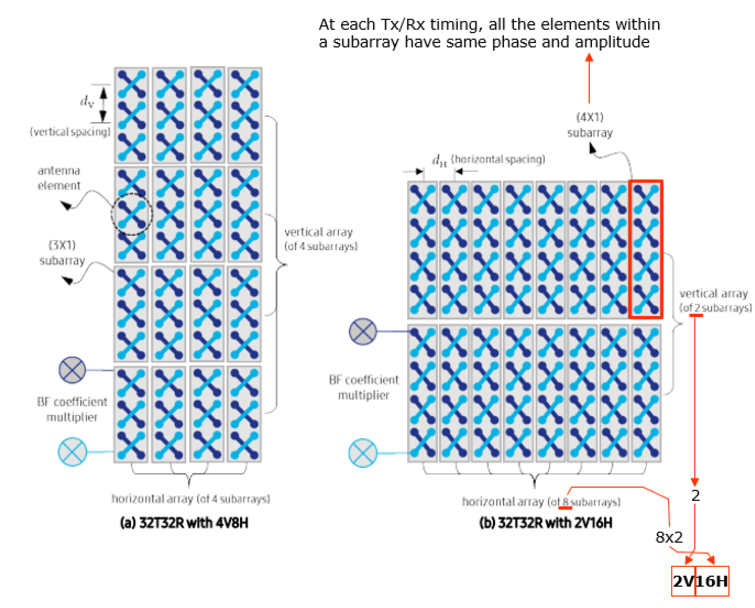 At each Tx/Rx timing, all the elements within
a subarray have same phase and amplitude
dV
(vertical spacing)
antenna
element
(3X1)
subarray
vertical array
(of 4 subarrays)
BF coefficient
multiplier
horizontal array (of 4 subarrays)
(a) 32T32R with 4V8H
(4X1)
subarray
dH (horizontal spacing)
vertical array
(of 2 subarrays)
BF coefficient
multiplier
horizontal array (of 8 subarrays)
(b) 32T32R with 2V16H
2
8x2
2V16H